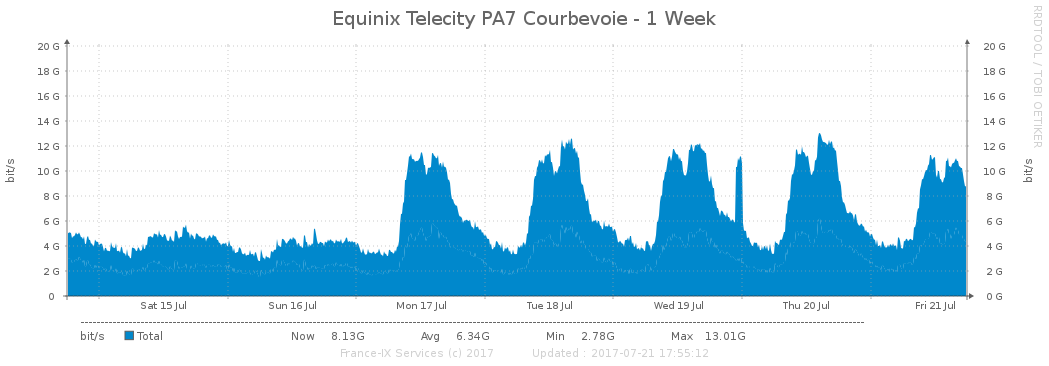 Equinix Telecity PA7 Courbevoie - 1 Week
RRDTOOL / TOBI OETIKER
bit/s
20 G 20 G
18 G 18 G
16 G 16 G
14 G 14 G
12 G 12 G
10 G 10 G
8 G 8 G
6 G 6 G
4 G 4 G
2 G 2 G
0 0 G
bit/s
Sat 15 Jul Sun 16 Jul Mon 17 Jul Tue 18 Jul Wed 19 Jul Thu 20 Jul Fri 21 Jul
bit/s Total Now 8.13G Avg 6.34G Min 2.78G Max 13.01G
France-IX Services (c) 2017 Updated : 2017-07-21 17:55:12